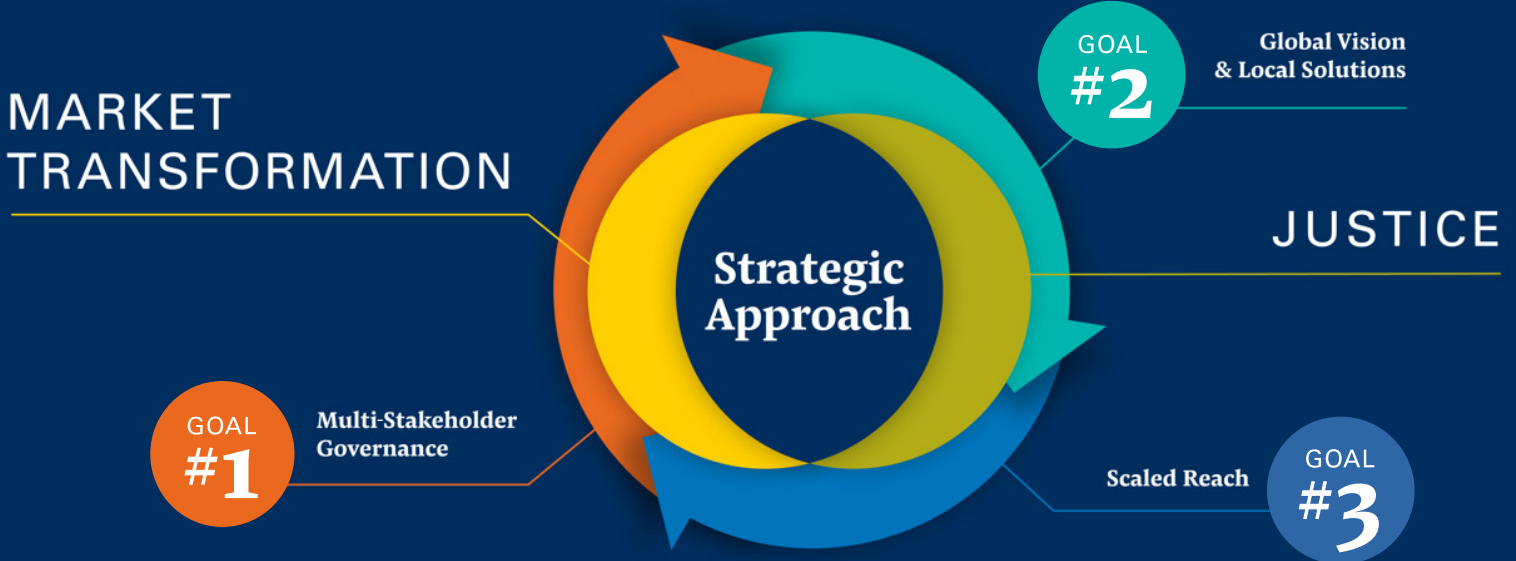 MARKET
TRANSFORMATION
GOAL
#2
Global Vision
& Local Solutions
JUSTICE
Strategic
Approach
GOAL
#1
Multi-Stakeholder
Governance
Scaled Reach
GOAL
#3